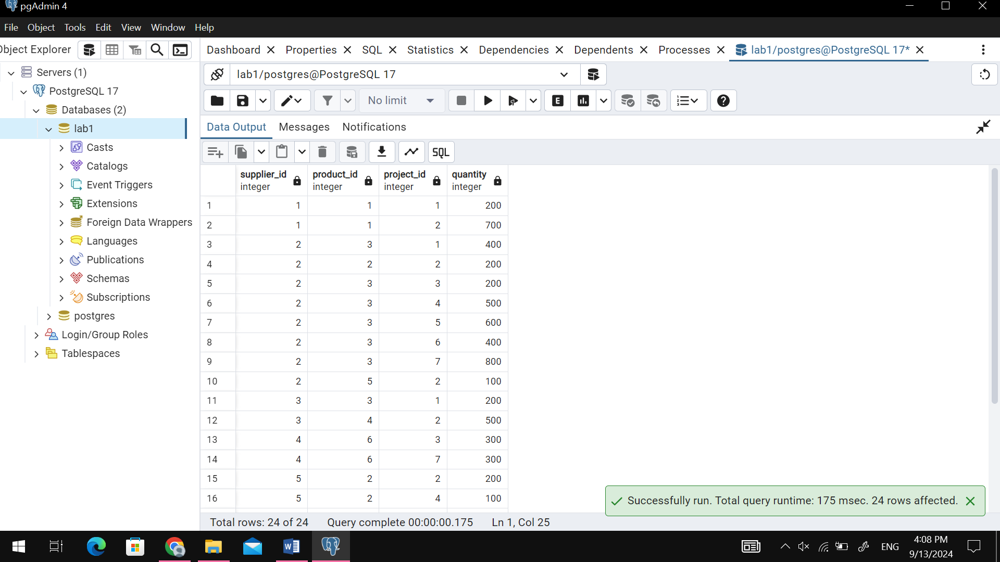 pgAdmin 4
File Object Tools Edit View Window Help
Object Explorer
Servers (1)
PostgreSQL 17
Databases (2)
lab1
Casts
Catalogs
Event Triggers
Extensions
Foreign Data Wrappers
Languages
Publications
Schemas
Subscriptions
postgres
Login/Group Roles
Tablespaces
Dashboard Properties SQL Statistics Dependencies Dependents Processes lab1/postgres@PostgreSQL 17*
lab1/postgres@PostgreSQL 17
No limit E
Data Output Messages Notifications
SQL
supplier_id product_id project_id quantity
integer integer integer integer
1 1 1 1 200
2 1 1 2 700
3 2 3 1 400
4 2 2 2 200
5 2 3 3 200
6 2 3 4 500
7 2 3 5 600
8 2 3 6 400
9 2 3 7 800
10 2 5 2 100
11 3 3 1 200
12 3 4 2 500
13 4 6 3 300
14 4 6 7 300
15 5 2 2 200
16 5 2 4 100
Successfully run. Total query runtime: 175 msec. 24 rows affected.
Total rows: 24 of 24 Query complete 00:00:00.175 Ln 1, Col 25
W
ENG
4:08 PM
9/13/2024